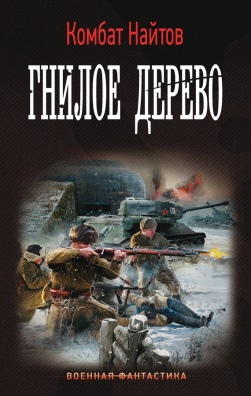 Комбат Найтов
ГНИЛОЕ ДЕРЕВО
ВОЕННАЯ ФАНТАСТИКА